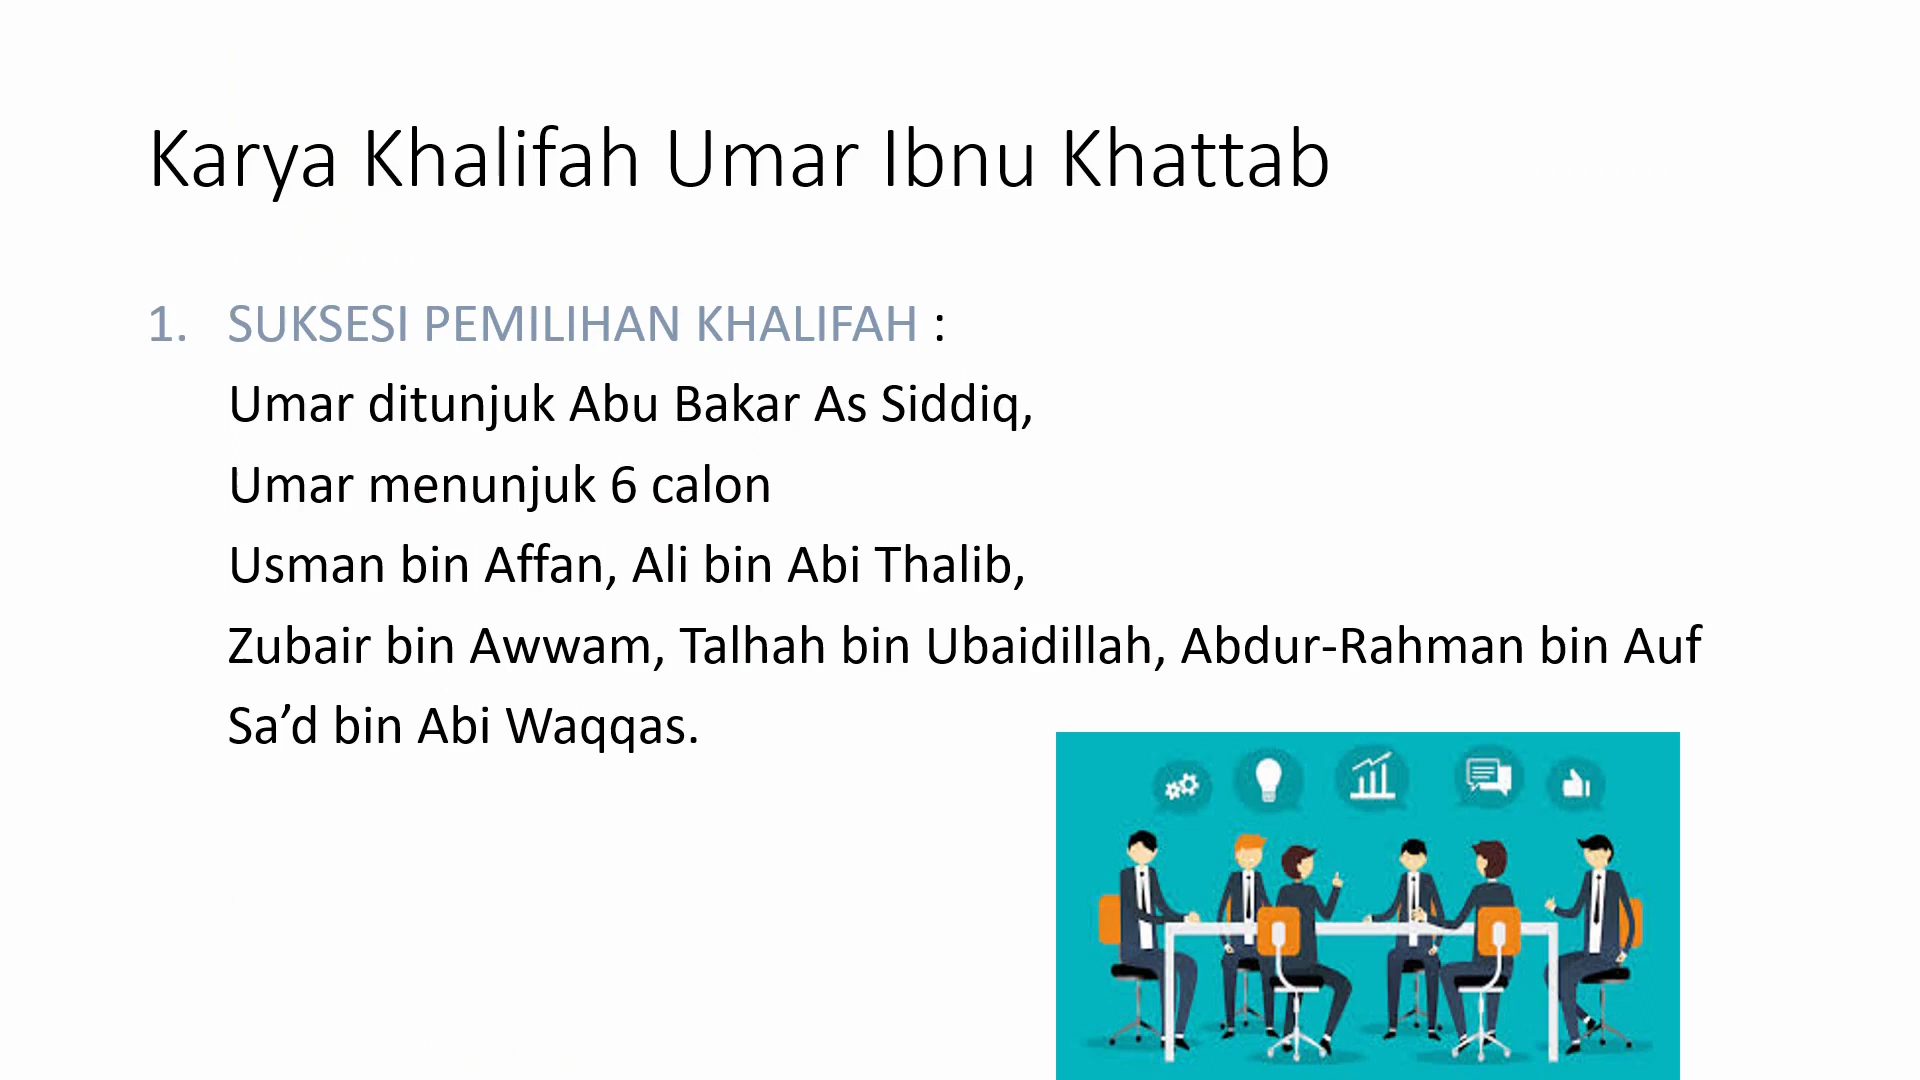 Karya Khalifah Umar Ibnu Khattab
1. SUKSESI PEMILIHAN KHALIFAH :
Umar ditunjuk Abu Bakar As Siddiq,
Umar menunjuk 6 calon
Usman bin Affan, Ali bin Abi Thalib,
Zubair bin Awwam, Talhah bin Ubaidillah, Abdur-Rahman bin Auf
Sa’d bin Abi Waqqas.